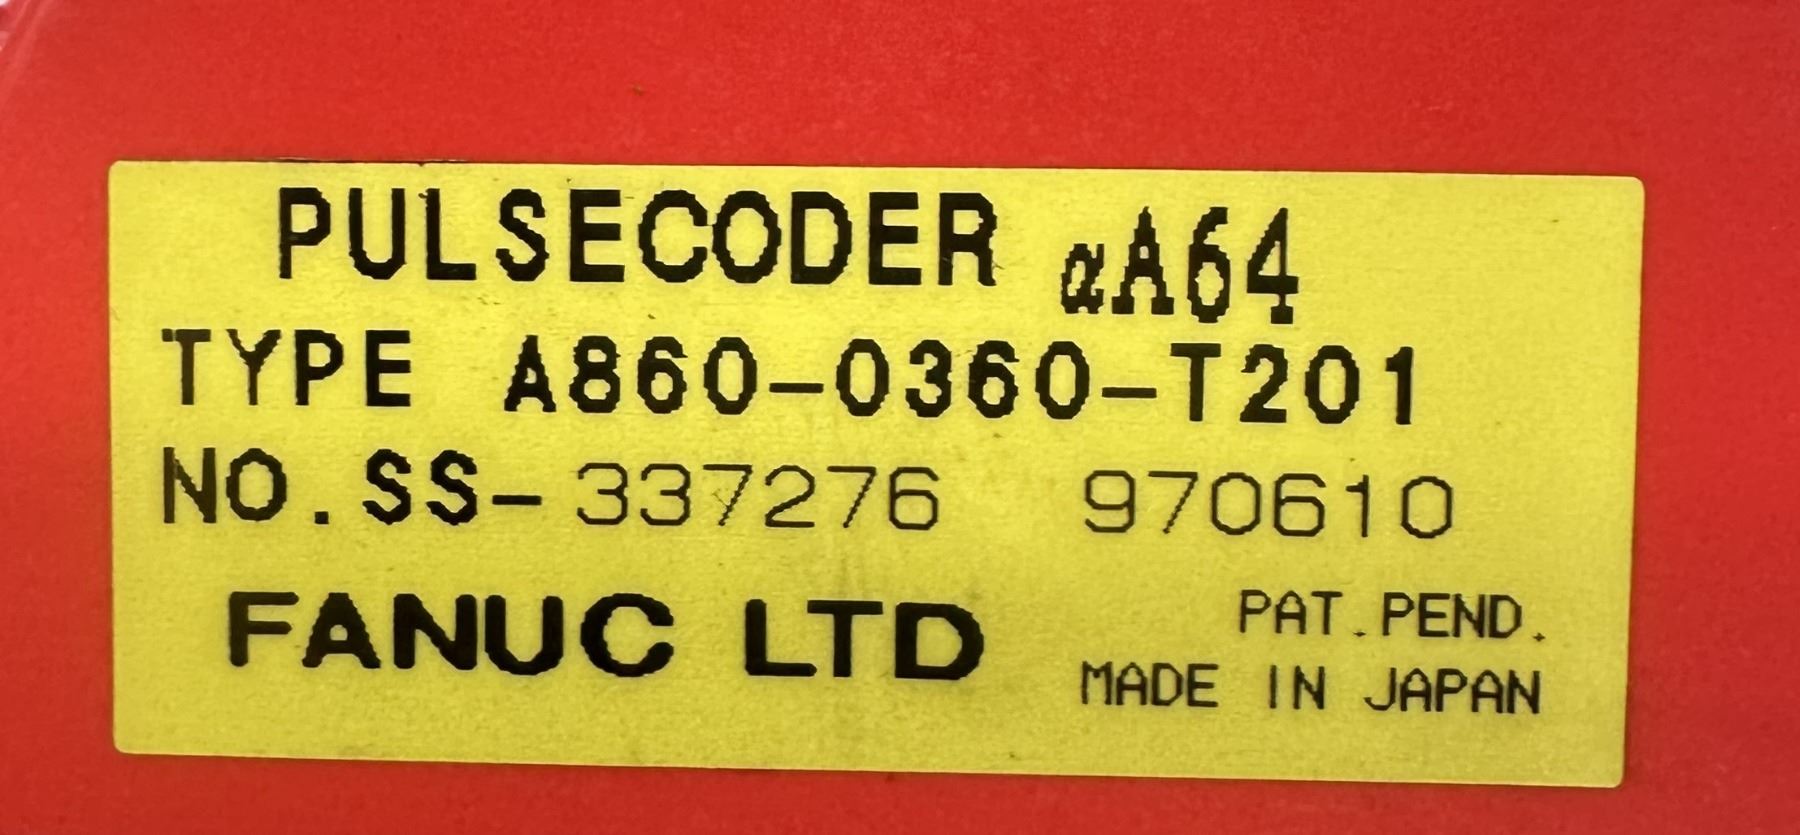 PULSECODER αA64
TYPE A860-0360-T201
NO. SS-337276 970610
FANUC LTD
PAT. PEND.
MADE IN JAPAN